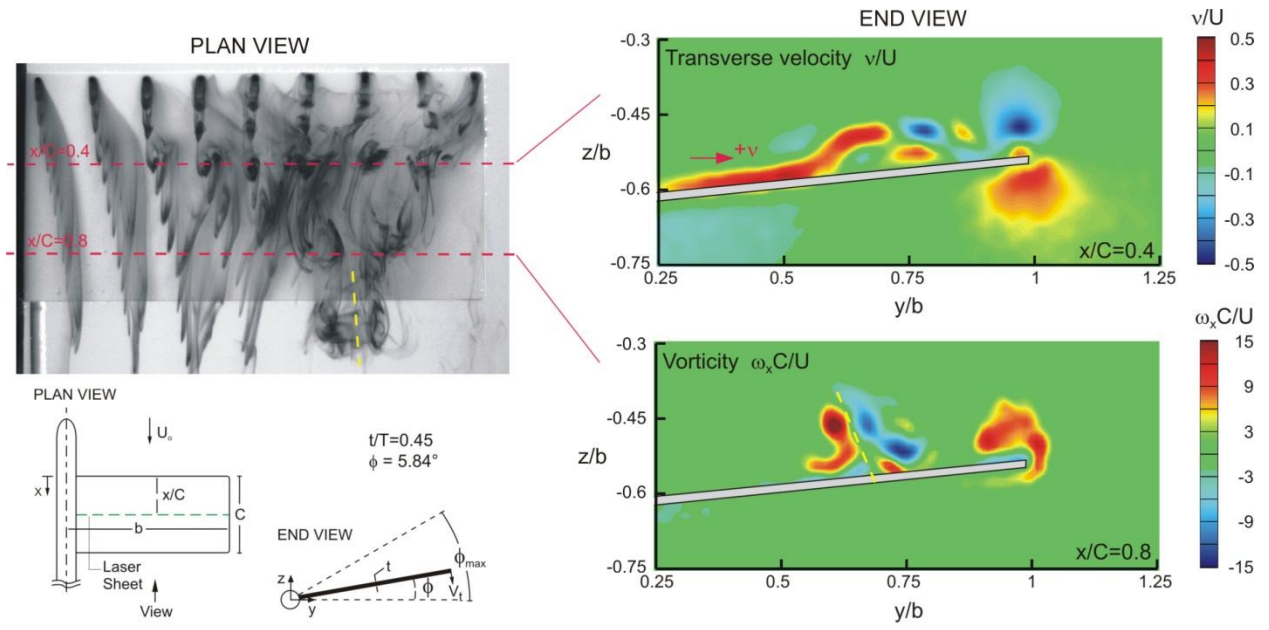 PLAN VIEW
x/C=0.4
x/C=0.8
END VIEW
Transverse velocity v/U
-0.3
-0.45
-0.6
-0.75
z/b
+v
x/C=0.4
0.25
0.5
0.75
1
1.25
y/b
v/U
0.5
0.3
0.1
-0.1
-0.3
-0.5
Vorticity ωₓC/U
-0.3
-0.45
-0.6
-0.75
z/b
x/C=0.8
0.25
0.5
0.75
1
1.25
y/b
ωₓC/U
15
9
3
-3
-9
-15
PLAN VIEW
U₀
x
x/C
b
C
Laser
Sheet
View
t/T=0.45
ϕ = 5.84°
END VIEW
z
y
t
ϕ
ϕmax
Vt